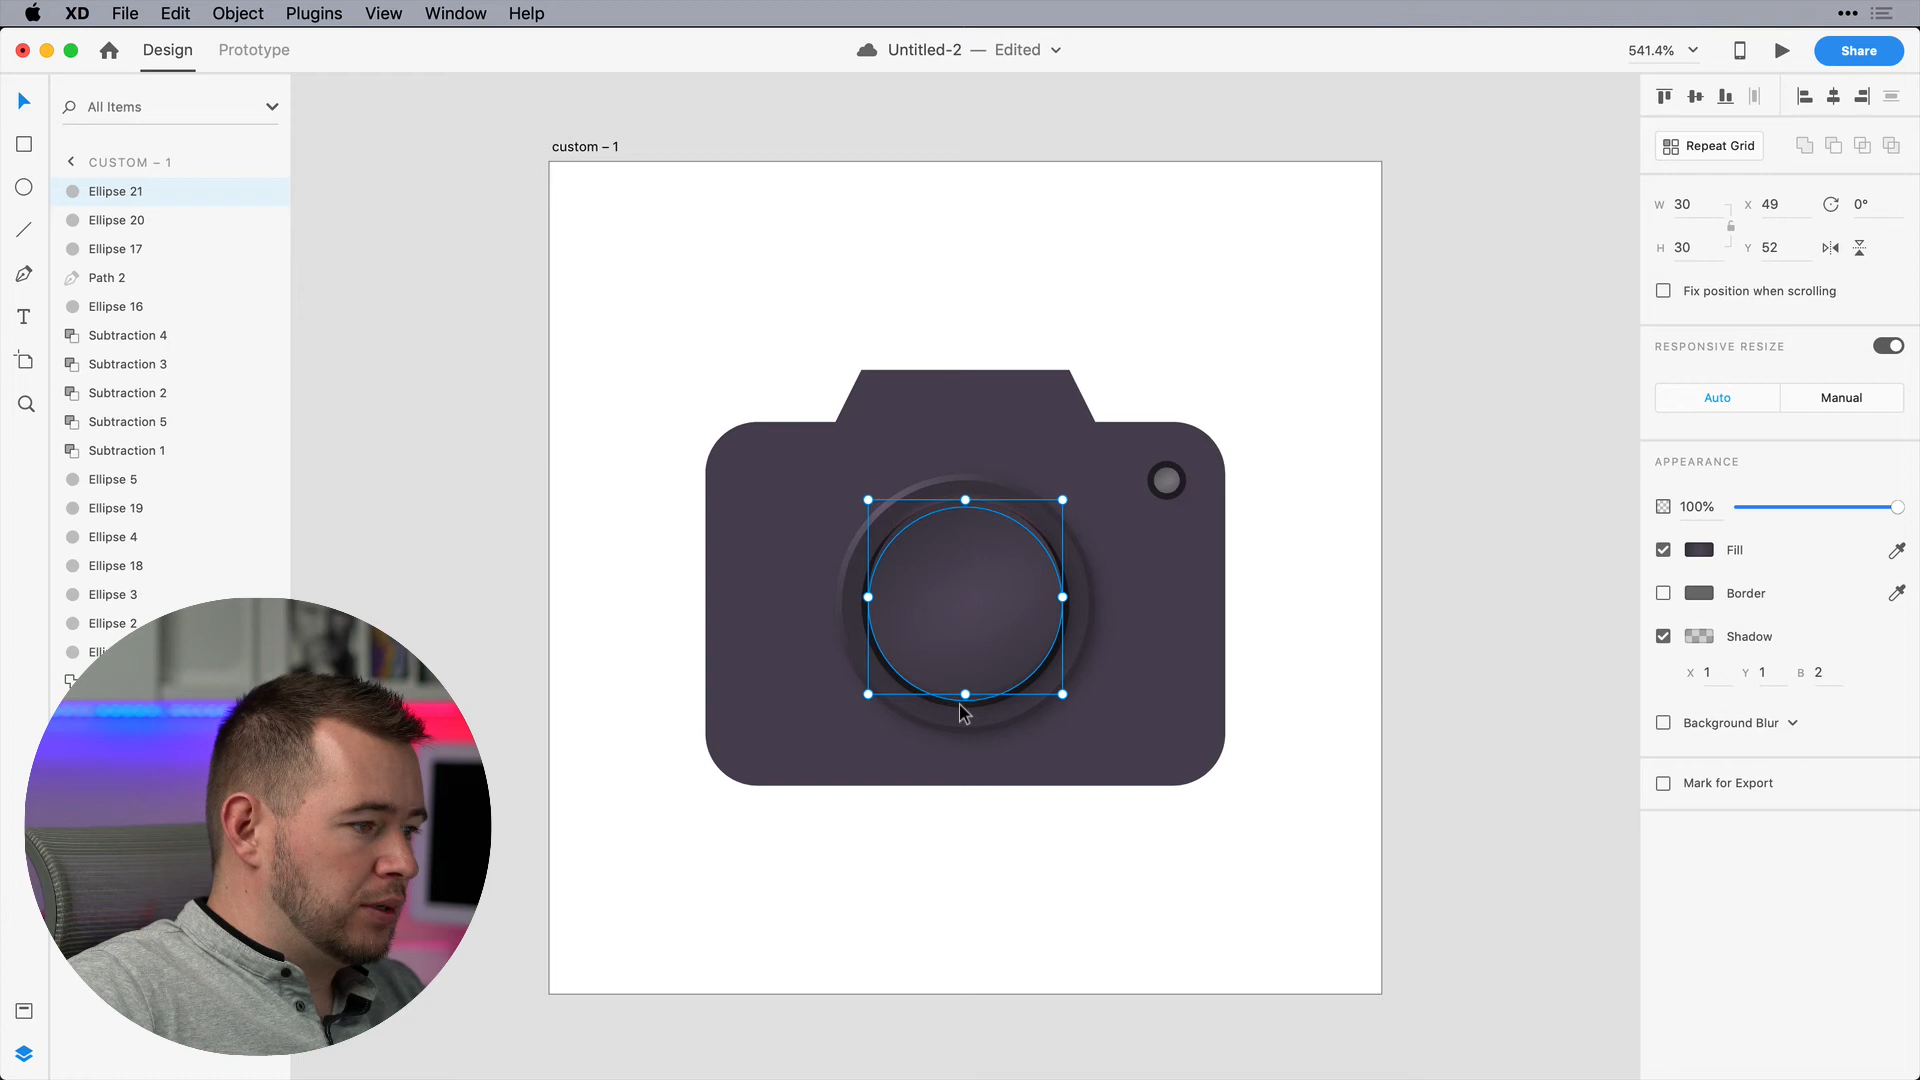 XD File Edit Object Plugins View Window Help
Design Prototype Untitled-2 — Edited 541.4% Share
All Items
CUSTOM – 1
Ellipse 21
Ellipse 20
Ellipse 17
Path 2
Ellipse 16
Subtraction 4
Subtraction 3
Subtraction 2
Subtraction 5
Subtraction 1
Ellipse 5
Ellipse 19
Ellipse 4
Ellipse 18
Ellipse 3
Ellipse 2
custom – 1
Repeat Grid
W 30 X 49 0°
H 30 Y 52
Fix position when scrolling
RESPONSIVE RESIZE
Auto Manual
APPEARANCE
100%
Fill
Border
Shadow
X 1 Y 1 B 2
Background Blur
Mark for Export